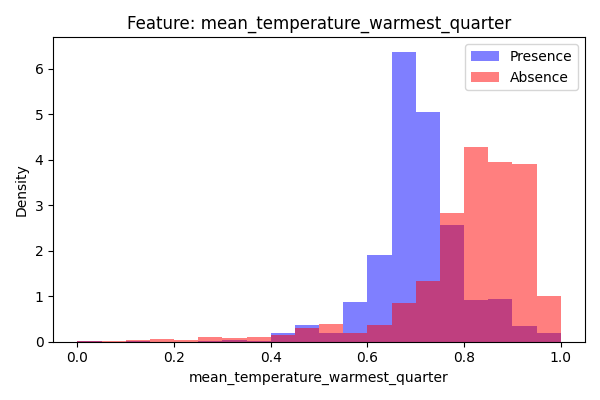 Feature: mean_temperature_warmest_quarter
Presence
Absence
Density
6
5
4
3
2
1
0
0.0 0.2 0.4 0.6 0.8 1.0
mean_temperature_warmest_quarter